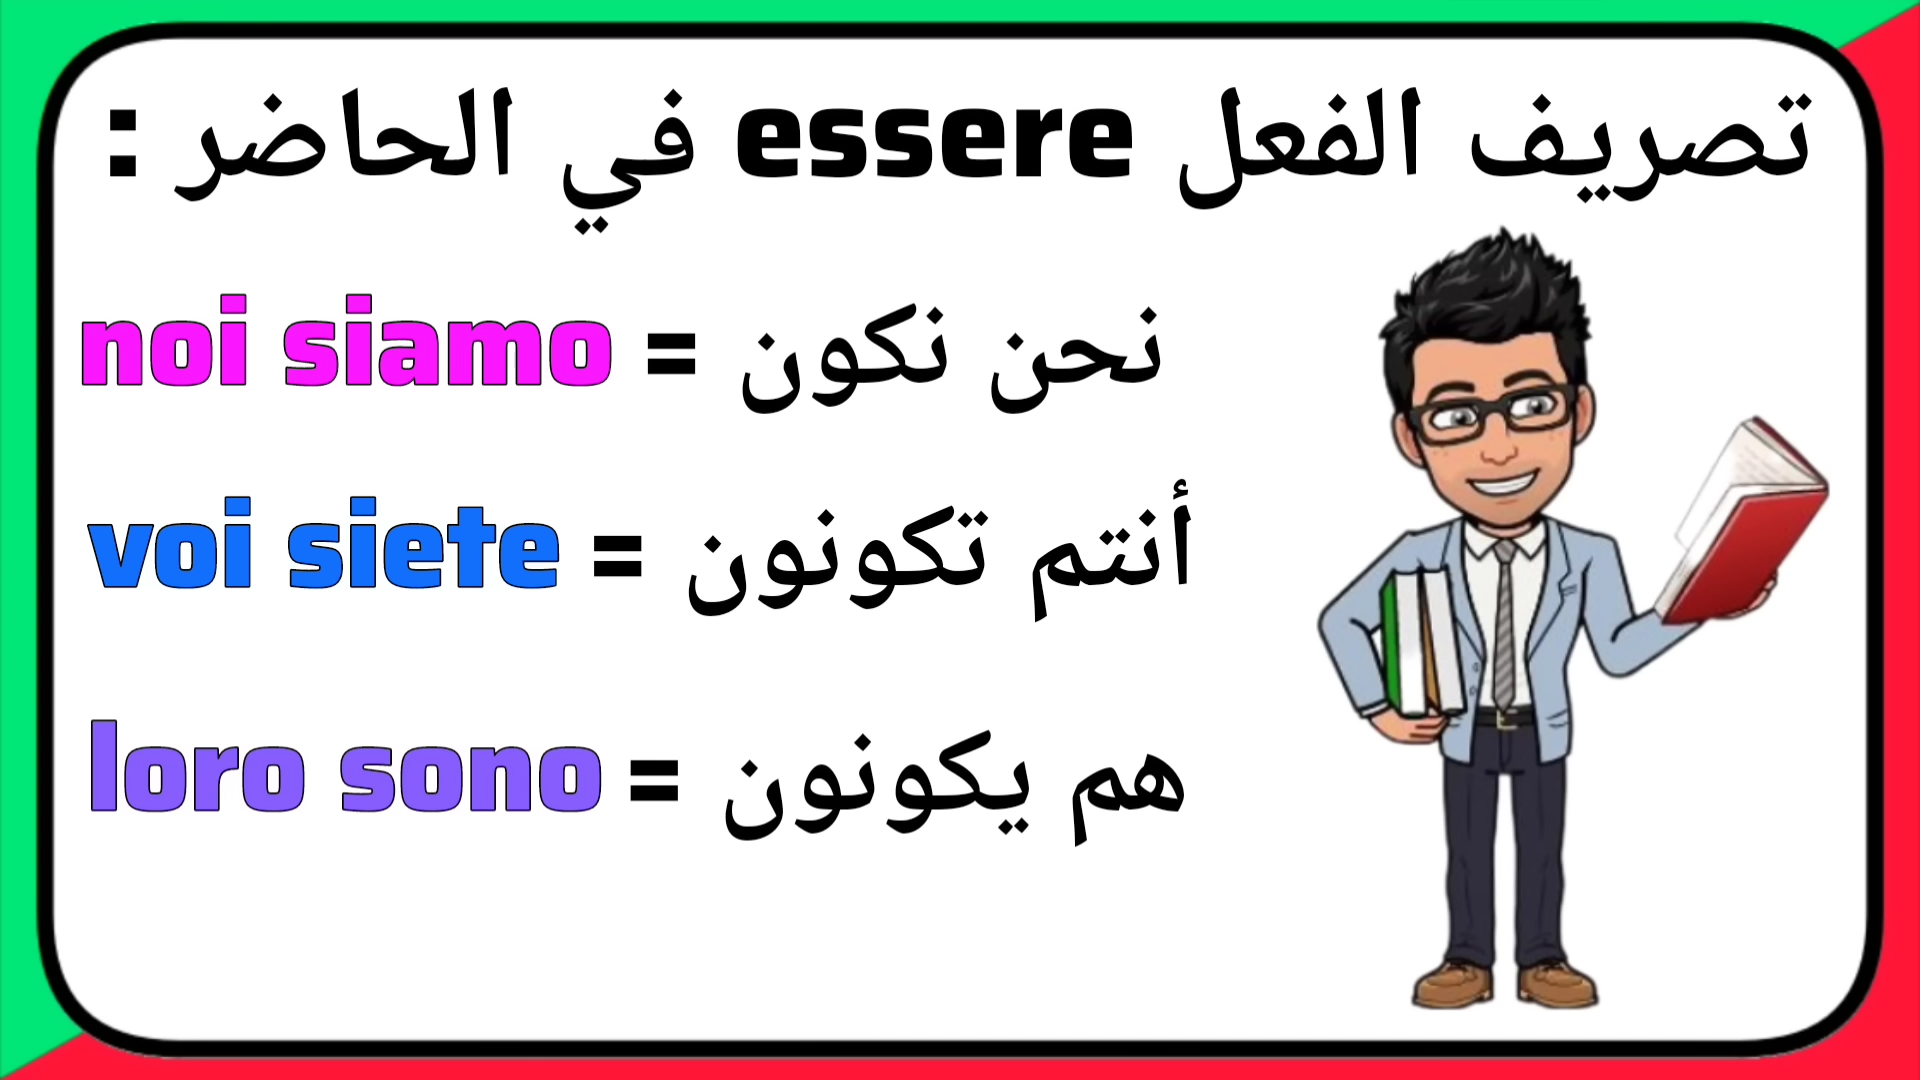 تصريف الفعل essere في الحاضر :
noi siamo = نحن نكون
voi siete = أنتم تكونون
loro sono = هم يكونون